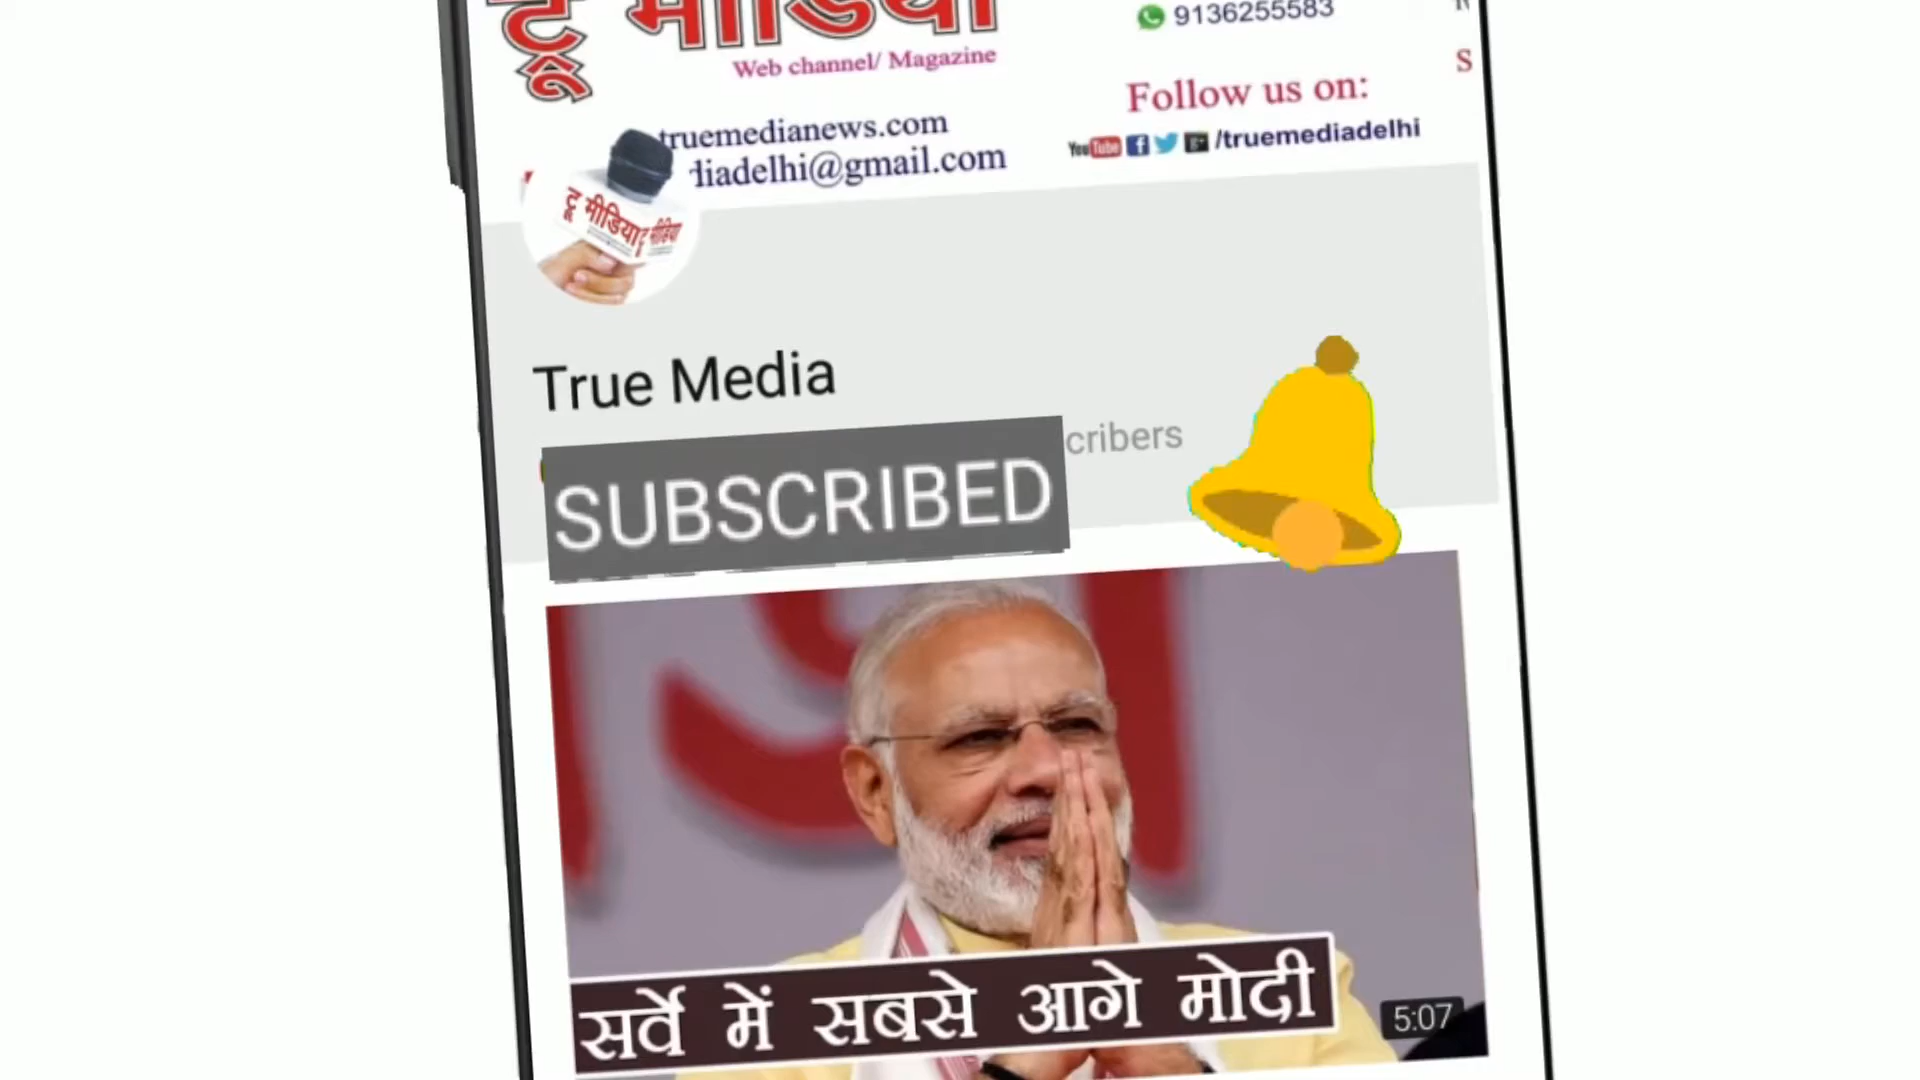 ट्रू मीडिया
Web channel/ Magazine
9136255583
Follow us on:
truemedianews.com
diadelhi@gmail.com
YouTube /truemediadelhi
ट्रू मीडिया
मीडिया
True Media
cribers
SUBSCRIBED
सर्वे में सबसे आगे मोदी
5:07